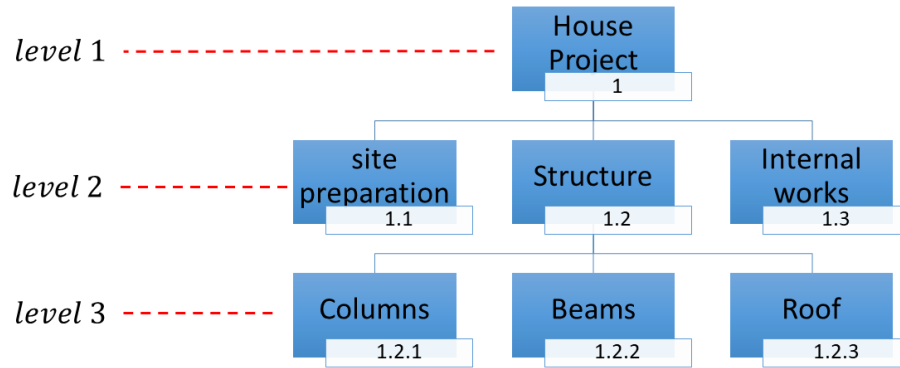 level 1
House
Project
1
level 2
site
preparation
1.1
Structure
1.2
Internal
works
1.3
level 3
Columns
1.2.1
Beams
1.2.2
Roof
1.2.3